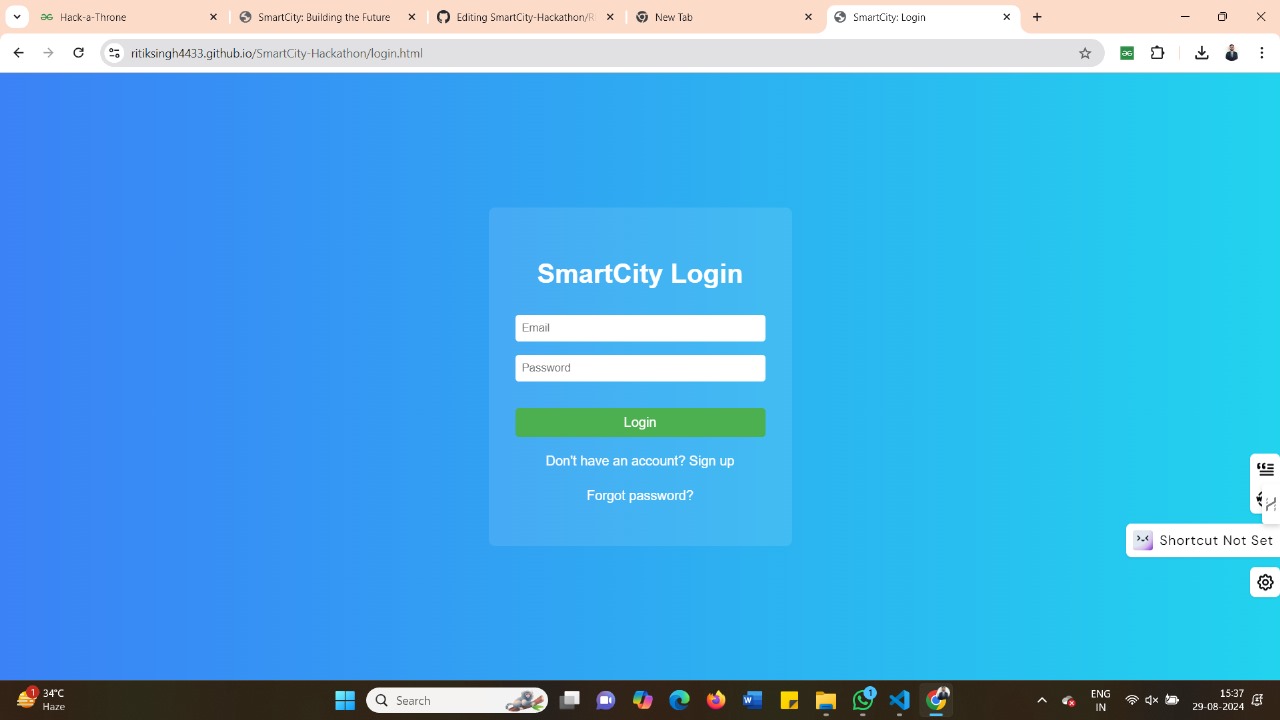 Hack-a-Throne
SmartCity: Building the Future
Editing SmartCity-Hackathon/R
New Tab
SmartCity: Login
ritiksingh4433.github.io/SmartCity-Hackathon/login.html
SmartCity Login
Email
Password
Login
Don't have an account? Sign up
Forgot password?
Shortcut Not Set
1
34°C
Haze
Search
1
ENG
IN
15:37
29-08-2024